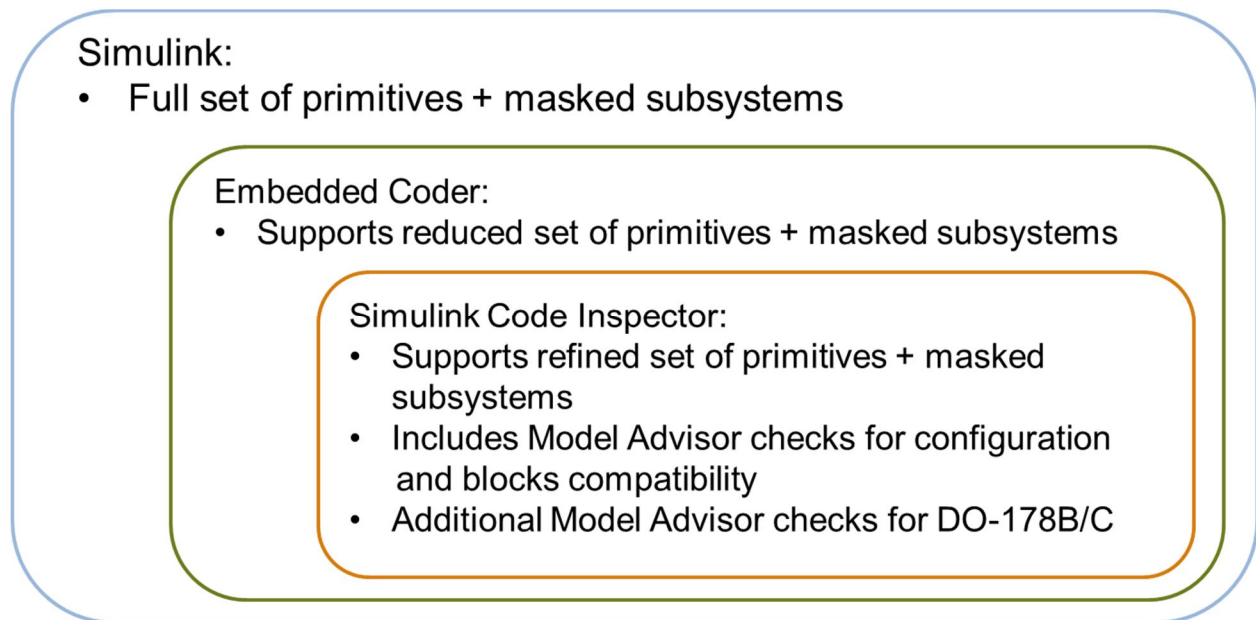 Simulink:
• Full set of primitives + masked subsystems
Embedded Coder:
• Supports reduced set of primitives + masked subsystems
Simulink Code Inspector:
• Supports refined set of primitives + masked
subsystems
• Includes Model Advisor checks for configuration
and blocks compatibility
• Additional Model Advisor checks for DO-178B/C